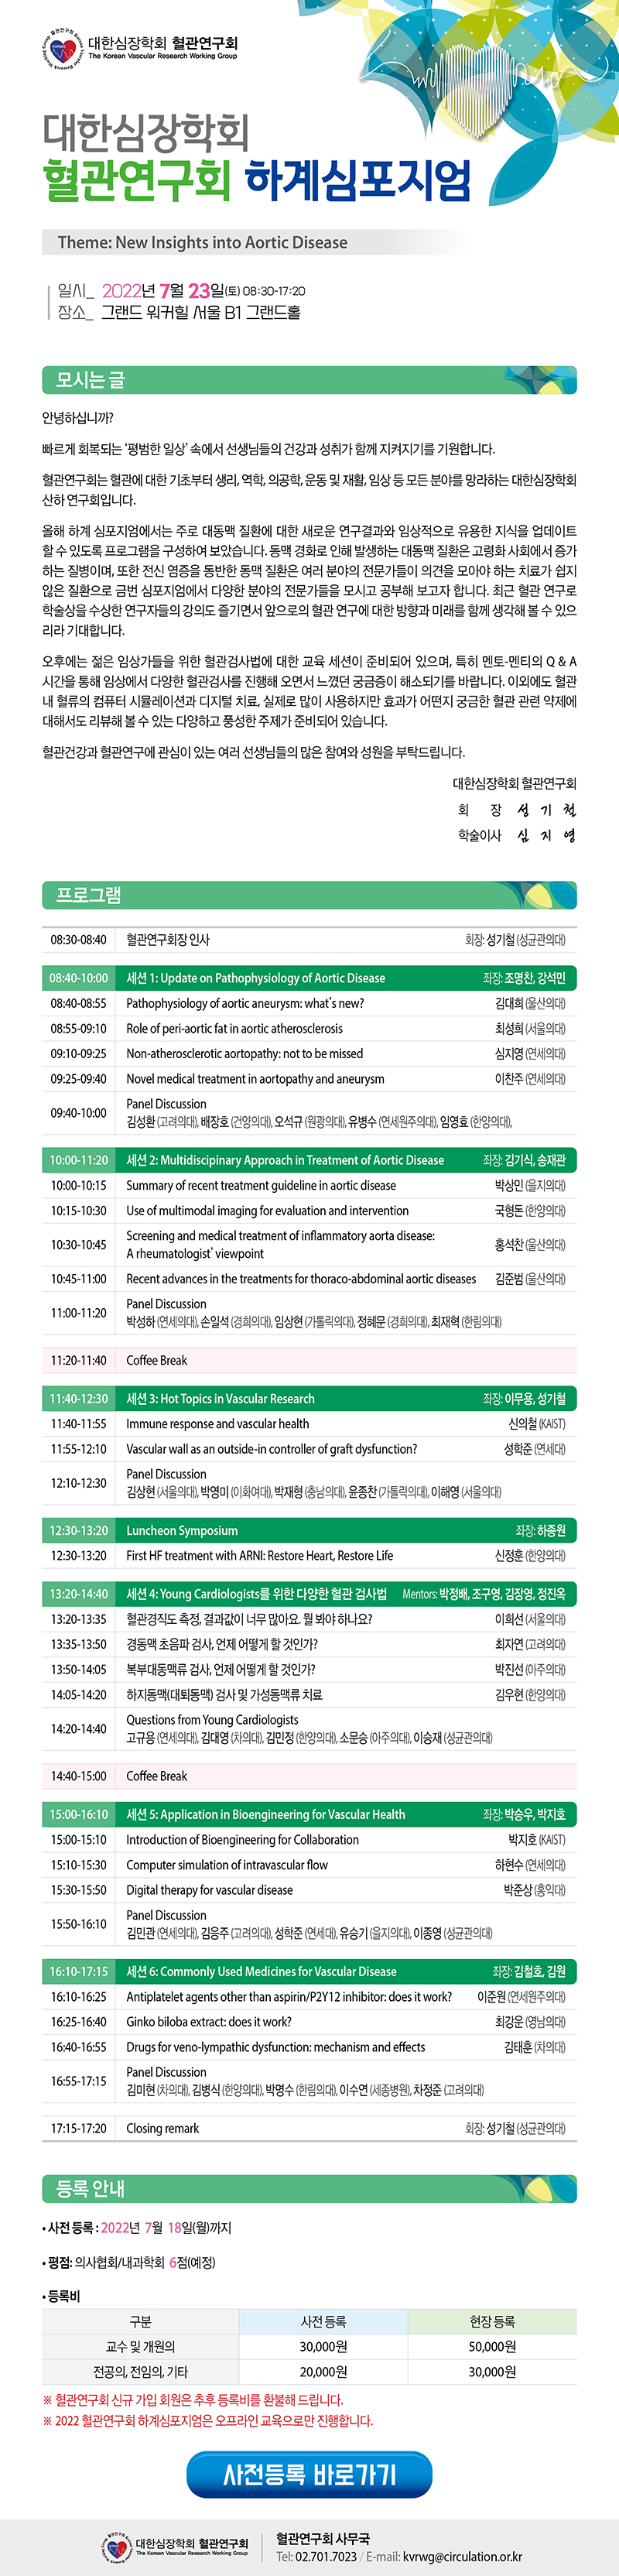 대한심장학회 혈관연구회
The Korean Vascular Research Working Group
대한심장학회
혈관연구회 하계심포지엄
Theme: New Insights into Aortic Disease
일시_ 2022년 7월 23일(토) 08:30-17:20
장소_ 그랜드 워커힐 서울 B1 그랜드홀
모시는 글
안녕하십니까?
빠르게 회복되는 ‘평범한 일상’ 속에서 선생님들의 건강과 성취가 함께 지켜지기를 기원합니다.
혈관연구회는 혈관에 대한 기초부터 생리, 역학, 의공학, 운동 및 재활, 임상 등 모든 분야를 망라하는 대한심장학회
산하 연구회입니다.
올해 하계 심포지엄에서는 주로 대동맥 질환에 대한 새로운 연구결과와 임상적으로 유용한 지식을 업데이트
할 수 있도록 프로그램을 구성하여 보았습니다. 동맥 경화로 인해 발생하는 대동맥 질환은 고령화 사회에서 증가
하는 질병이며, 또한 전신 염증을 동반한 동맥 질환은 여러 분야의 전문가들이 의견을 모아야 하는 치료가 쉽지
않은 질환으로 금번 심포지엄에서 다양한 분야의 전문가들을 모시고 공부해 보고자 합니다. 최근 혈관 연구로
학술상을 수상한 연구자들의 강의도 즐기면서 앞으로의 혈관 연구에 대한 방향과 미래를 함께 생각해 볼 수 있으
리라 기대합니다.
오후에는 젊은 임상가들을 위한 혈관검사법에 대한 교육 세션이 준비되어 있으며, 특히 멘토-멘티의 Q & A
시간을 통해 임상에서 다양한 혈관검사를 진행해 오면서 느꼈던 궁금증이 해소되기를 바랍니다. 이외에도 혈관
내 혈류의 컴퓨터 시뮬레이션과 디지털 치료, 실제로 많이 사용하지만 효과가 어떤지 궁금한 혈관 관련 약제에
대해서도 리뷰해 볼 수 있는 다양하고 풍성한 주제가 준비되어 있습니다.
혈관건강과 혈관연구에 관심이 있는 여러 선생님들의 많은 참여와 성원을 부탁드립니다.
대한심장학회 혈관연구회
회 장 성 기 철
학술이사 심 지 영
프로그램
08:30-08:40 혈관연구회장 인사 회장: 성기철 (성균관의대)
08:40-10:00 세션 1: Update on Pathophysiology of Aortic Disease 좌장: 조명찬, 강석민
08:40-08:55 Pathophysiology of aortic aneurysm: what's new? 김대희 (울산의대)
08:55-09:10 Role of peri-aortic fat in aortic atherosclerosis 최성희 (서울의대)
09:10-09:25 Non-atherosclerotic aortopathy: not to be missed 심지영 (연세의대)
09:25-09:40 Novel medical treatment in aortopathy and aneurysm 이찬주 (연세의대)
09:40-10:00 Panel Discussion
김성환 (고려의대), 배장호 (건양의대), 오석규 (원광의대), 유병수 (연세원주의대), 임영효 (한양의대),
10:00-11:20 세션 2: Multidiscipinary Approach in Treatment of Aortic Disease 좌장: 김기식, 송재관
10:00-10:15 Summary of recent treatment guideline in aortic disease 박상민 (을지의대)
10:15-10:30 Use of multimodal imaging for evaluation and intervention 국형돈 (한양의대)
10:30-10:45 Screening and medical treatment of inflammatory aorta disease:
A rheumatologist' viewpoint 홍석찬 (울산의대)
10:45-11:00 Recent advances in the treatments for thoraco-abdominal aortic diseases 김준범 (울산의대)
11:00-11:20 Panel Discussion
박성하 (연세의대), 손일석 (경희의대), 임상현 (가톨릭의대), 정혜문 (경희의대), 최재혁 (한림의대)
11:20-11:40 Coffee Break
11:40-12:30 세션 3: Hot Topics in Vascular Research 좌장: 이무용, 성기철
11:40-11:55 Immune response and vascular health 신의철 (KAIST)
11:55-12:10 Vascular wall as an outside-in controller of graft dysfunction? 성학준 (연세대)
12:10-12:30 Panel Discussion
김상현 (서울의대), 박영미 (이화여대), 박재형 (충남의대), 윤종찬 (가톨릭의대), 이해영 (서울의대)
12:30-13:20 Luncheon Symposium 좌장: 하종원
12:30-13:20 First HF treatment with ARNI: Restore Heart, Restore Life 신정훈 (한양의대)
13:20-14:40 세션 4: Young Cardiologists를 위한 다양한 혈관 검사법 Mentors: 박정배, 조구영, 김장영, 정진옥
13:20-13:35 혈관경직도 측정, 결과값이 너무 많아요. 뭘 봐야 하나요? 이희선 (서울의대)
13:35-13:50 경동맥 초음파 검사, 언제 어떻게 할 것인가? 최자연 (고려의대)
13:50-14:05 복부대동맥류 검사, 언제 어떻게 할 것인가? 박진선 (아주의대)
14:05-14:20 하지동맥(대퇴동맥) 검사 및 가성동맥류 치료 김우현 (한양의대)
14:20-14:40 Questions from Young Cardiologists
고규용 (연세의대), 김대영 (차의대), 김민정 (한양의대), 소문승 (아주의대), 이승재 (성균관의대)
14:40-15:00 Coffee Break
15:00-16:10 세션 5: Application in Bioengineering for Vascular Health 좌장: 박승우, 박지호
15:00-15:10 Introduction of Bioengineering for Collaboration 박지호 (KAIST)
15:10-15:30 Computer simulation of intravascular flow 하현수 (연세의대)
15:30-15:50 Digital therapy for vascular disease 박준상 (홍익대)
15:50-16:10 Panel Discussion
김민관 (연세의대), 김응주 (고려의대), 성학준 (연세대), 유승기 (을지의대), 이종영 (성균관의대)
16:10-17:15 세션 6: Commonly Used Medicines for Vascular Disease 좌장: 김철호, 김원
16:10-16:25 Antiplatelet agents other than aspirin/P2Y12 inhibitor: does it work? 이준원 (연세원주의대)
16:25-16:40 Ginko biloba extract: does it work? 최강운 (영남의대)
16:40-16:55 Drugs for veno-lympathic dysfunction: mechanism and effects 김태훈 (차의대)
16:55-17:15 Panel Discussion
김미현 (차의대), 김병식 (한양의대), 박명수 (한림의대), 이수연 (세종병원), 차정준 (고려의대)
17:15-17:20 Closing remark 회장: 성기철 (성균관의대)
등록 안내
• 사전 등록 : 2022년 7월 18일(월)까지
• 평점: 의사협회/내과학회 6점(예정)
• 등록비
구분 사전 등록 현장 등록
교수 및 개원의 30,000원 50,000원
전공의, 전임의, 기타 20,000원 30,000원
※ 혈관연구회 신규 가입 회원은 추후 등록비를 환불해 드립니다.
※ 2022 혈관연구회 하계심포지엄은 오프라인 교육으로만 진행합니다.
사전등록 바로가기
대한심장학회 혈관연구회
The Korean Vascular Research Working Group
혈관연구회 사무국
Tel: 02.701.7023 / E-mail: kvrwg@circulation.or.kr